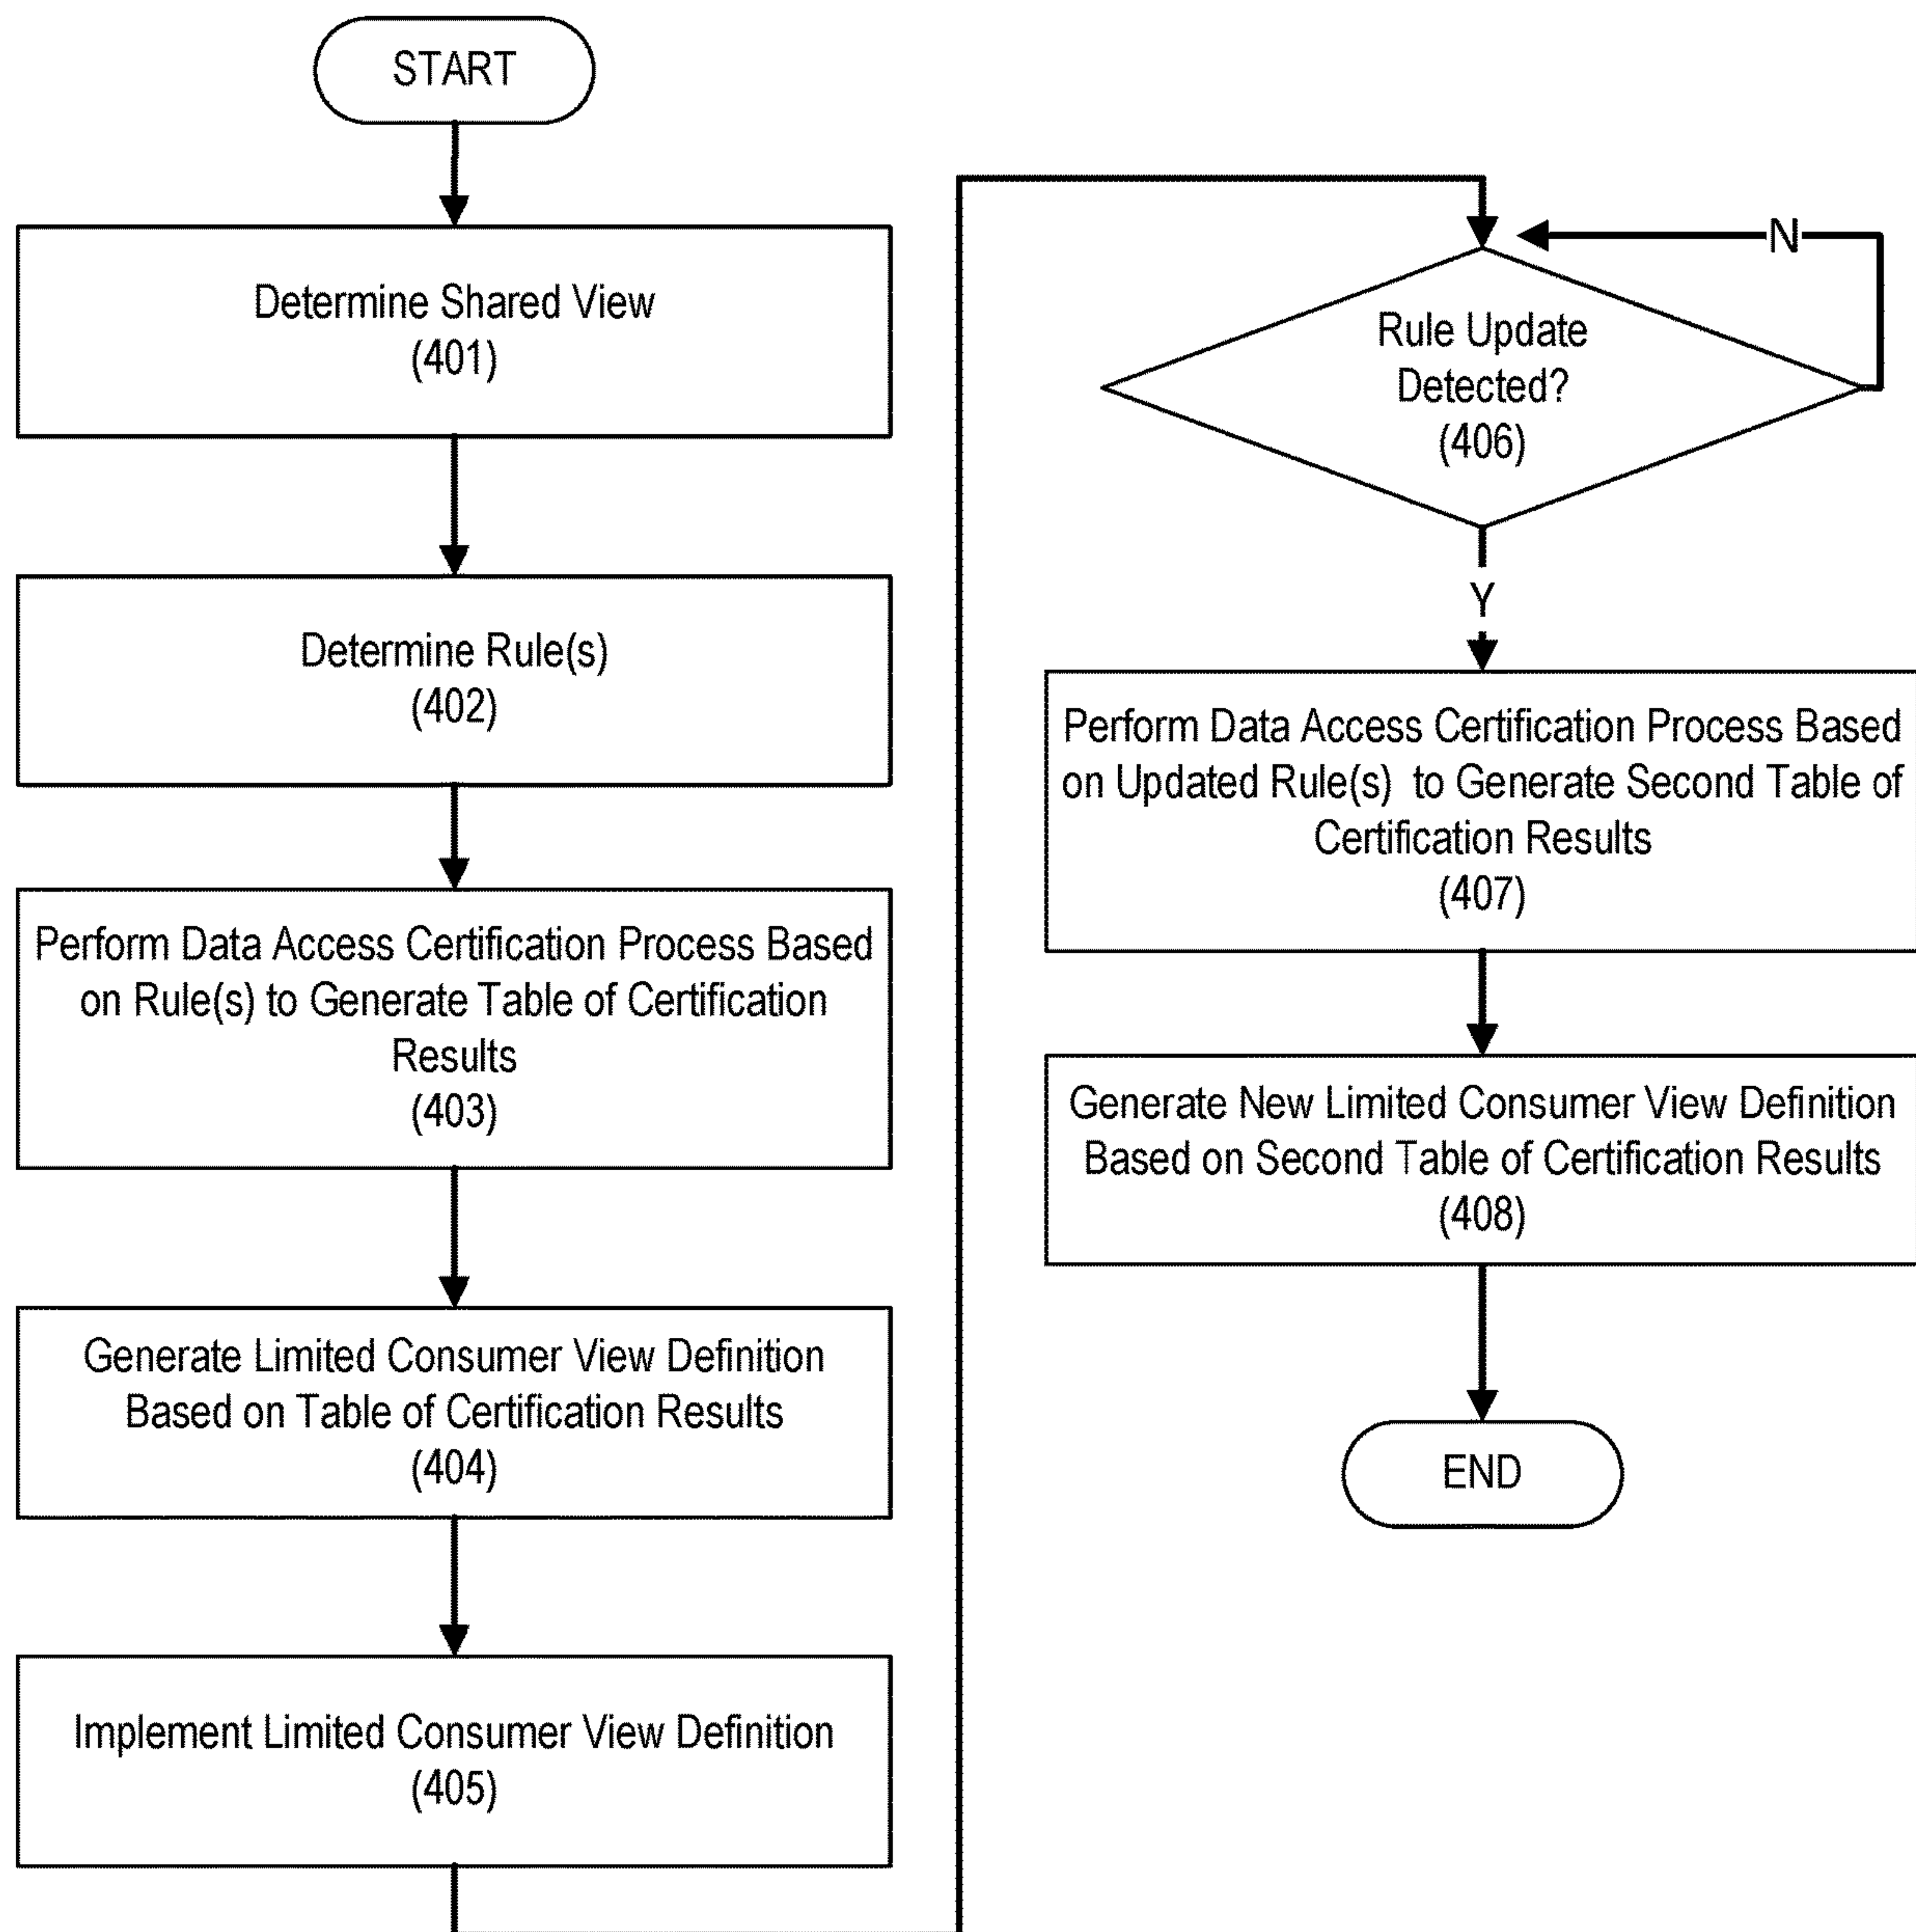 START
Determine Shared View
(401)
Determine Rule(s)
(402)
Perform Data Access Certification Process Based
on Rule(s) to Generate Table of Certification
Results
(403)
Generate Limited Consumer View Definition
Based on Table of Certification Results
(404)
Implement Limited Consumer View Definition
(405)
N
Rule Update
Detected?
(406)
Y
Perform Data Access Certification Process Based
on Updated Rule(s) to Generate Second Table of
Certification Results
(407)
Generate New Limited Consumer View Definition
Based on Second Table of Certification Results
(408)
END